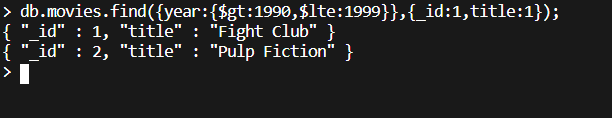 > db.movies.find({year:{$gt:1990,$lte:1999}},{_id:1,title:1});
{ "_id" : 1, "title" : "Fight Club" }
{ "_id" : 2, "title" : "Pulp Fiction" }
>